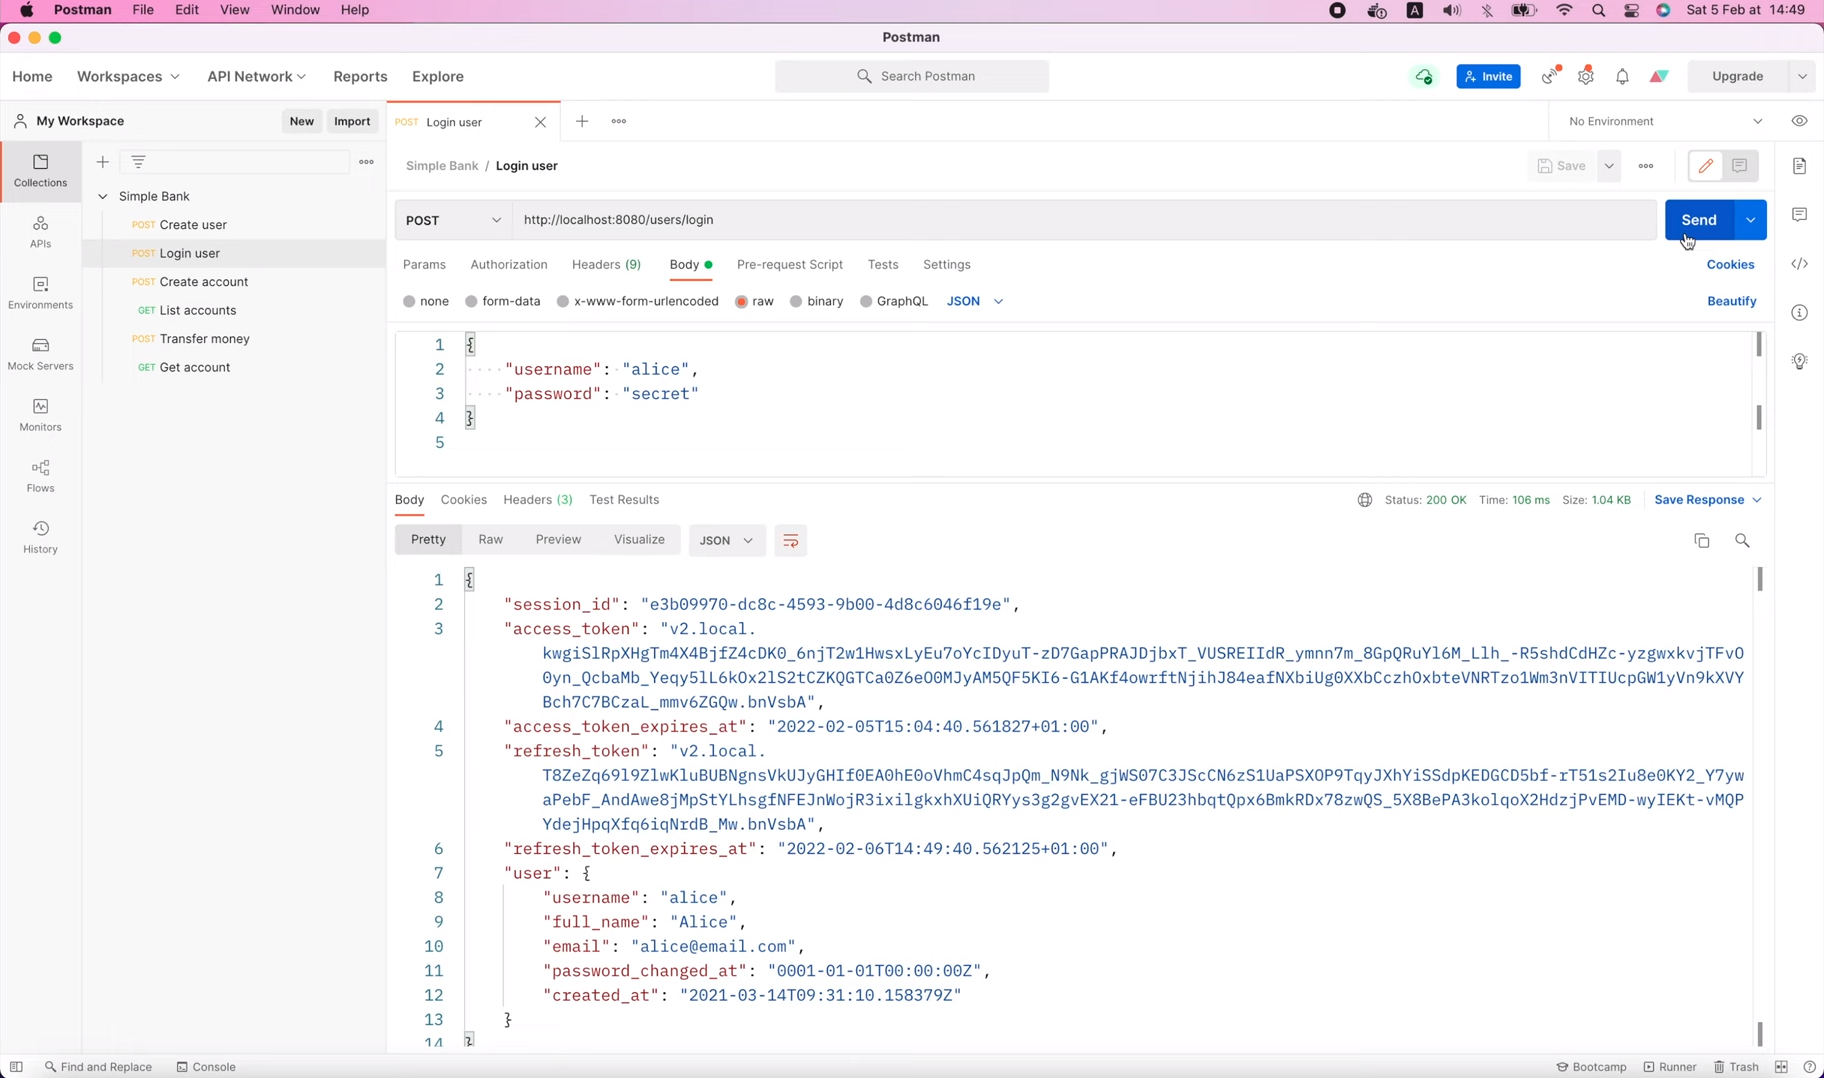 Postman File Edit View Window Help A Sat 5 Feb at 14:49
Postman
Home Workspaces API Network Reports Explore Search Postman Invite Upgrade
My Workspace New Import POST Login user No Environment
Collections
APIs
Environments
Mock Servers
Monitors
Flows
History
Simple Bank
POST Create user
POST Login user
POST Create account
GET List accounts
POST Transfer money
GET Get account
Simple Bank / Login user Save
POST http://localhost:8080/users/login Send
Params Authorization Headers (9) Body Pre-request Script Tests Settings Cookies
none form-data x-www-form-urlencoded raw binary GraphQL JSON Beautify
1 {
2 "username": "alice",
3 "password": "secret"
4 }
5
Body Cookies Headers (3) Test Results Status: 200 OK Time: 106 ms Size: 1.04 KB Save Response
Pretty Raw Preview Visualize JSON
1 {
2 "session_id": "e3b09970-dc8c-4593-9b00-4d8c6046f19e",
3 "access_token": "v2.local.
kwgiSlRpXHgTm4X4BjfZ4cDK0_6njT2w1HwsxLyEu7oYcIDyuT-zD7GapPRAJDjbxT_VUSREIIdR_ymnn7m_8GpQRuYl6M_Llh_-R5shdCdHZc-yzgwxkvjTFvO
0yn_QcbaMb_Yeqy5lL6kOx2lS2tCZKQGTCa0Z6eO0MJyAM5QF5KI6-G1AKf4owrftNjihJ84eafNXbiUg0XXbCczhOxbteVNRTzo1Wm3nVITIUcpGW1yVn9kXVY
Bch7C7BCzaL_mmv6ZGQw.bnVsbA",
4 "access_token_expires_at": "2022-02-05T15:04:40.561827+01:00",
5 "refresh_token": "v2.local.
T8ZeZq69l9ZlwKluBUBNgnsVkUJyGHIf0EA0hE0oVhmC4sqJpQm_N9Nk_gjWS07C3JScCN6zS1UaPSXOP9TqyJXhYiSSdpKEDGCD5bf-rT51s2Iu8e0KY2_Y7yw
aPebF_AndAwe8jMpStYLhsgfNFEJnWojR3ixilgkxhXUiQRYys3g2gvEX21-eFBU23hbqtQpx6BmkRDx78zwQS_5X8BePA3kolqoX2HdzjPvEMD-wyIEKt-vMQP
YdejHpqXfq6iqNrdB_Mw.bnVsbA",
6 "refresh_token_expires_at": "2022-02-06T14:49:40.562125+01:00",
7 "user": {
8 "username": "alice",
9 "full_name": "Alice",
10 "email": "alice@email.com",
11 "password_changed_at": "0001-01-01T00:00:00Z",
12 "created_at": "2021-03-14T09:31:10.158379Z"
13 }
14 }
Find and Replace Console Bootcamp Runner Trash